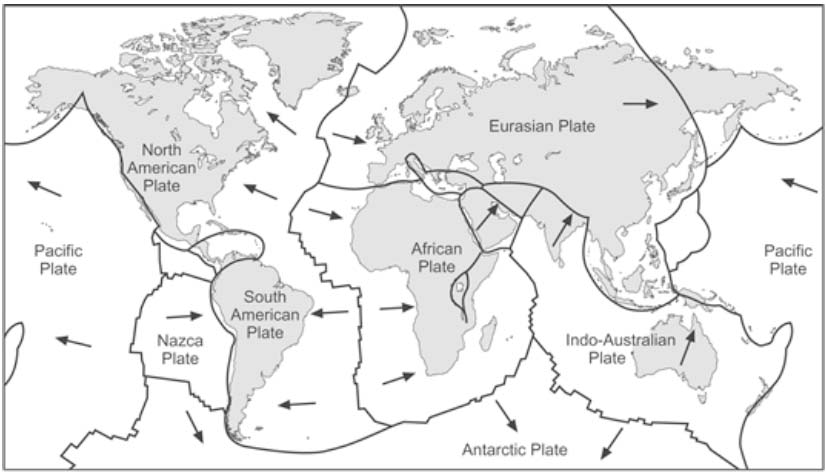 Eurasian Plate
North
American
Plate
Pacific
Plate
African
Plate
Pacific
Plate
South
American
Plate
Nazca
Plate
Indo-Australian
Plate
Antarctic Plate